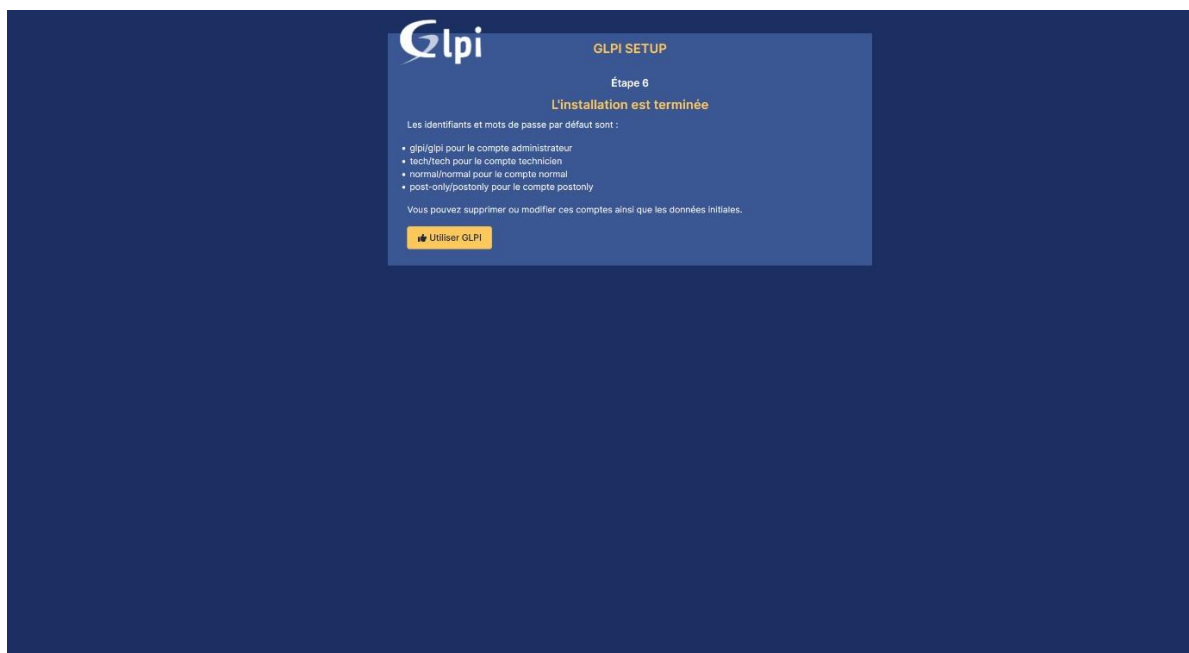 Glpi
GLPI SETUP
Étape 6
L'installation est terminée
Les identifiants et mots de passe par défaut sont :
• glpi/glpi pour le compte administrateur
• tech/tech pour le compte technicien
• normal/normal pour le compte normal
• post-only/postonly pour le compte postonly
Vous pouvez supprimer ou modifier ces comptes ainsi que les données initiales.
Utiliser GLPI